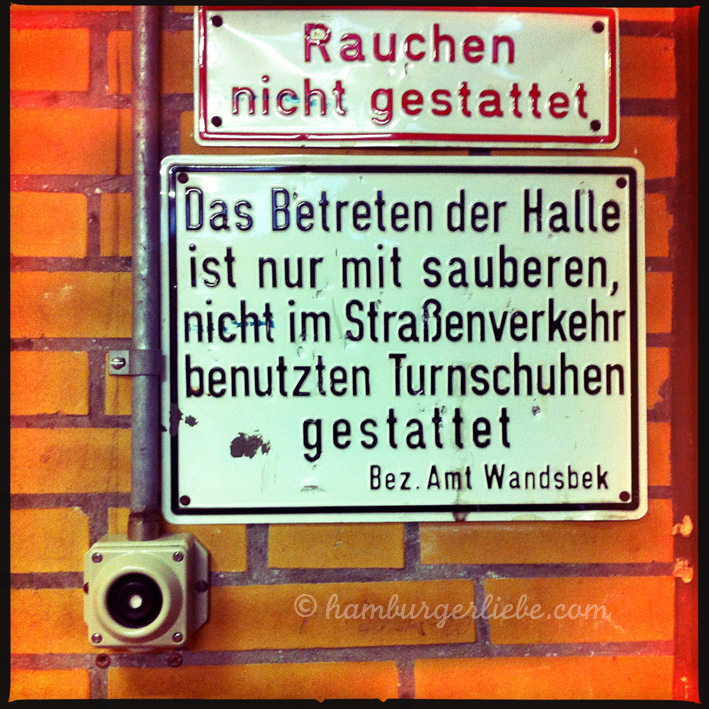 Rauchen
nicht gestattet
Das Betreten der Halle
ist nur mit sauberen,
nicht im Straßenverkehr
benutzten Turnschuhen
gestattet
Bez. Amt Wandsbek
© hamburgerliebe.com